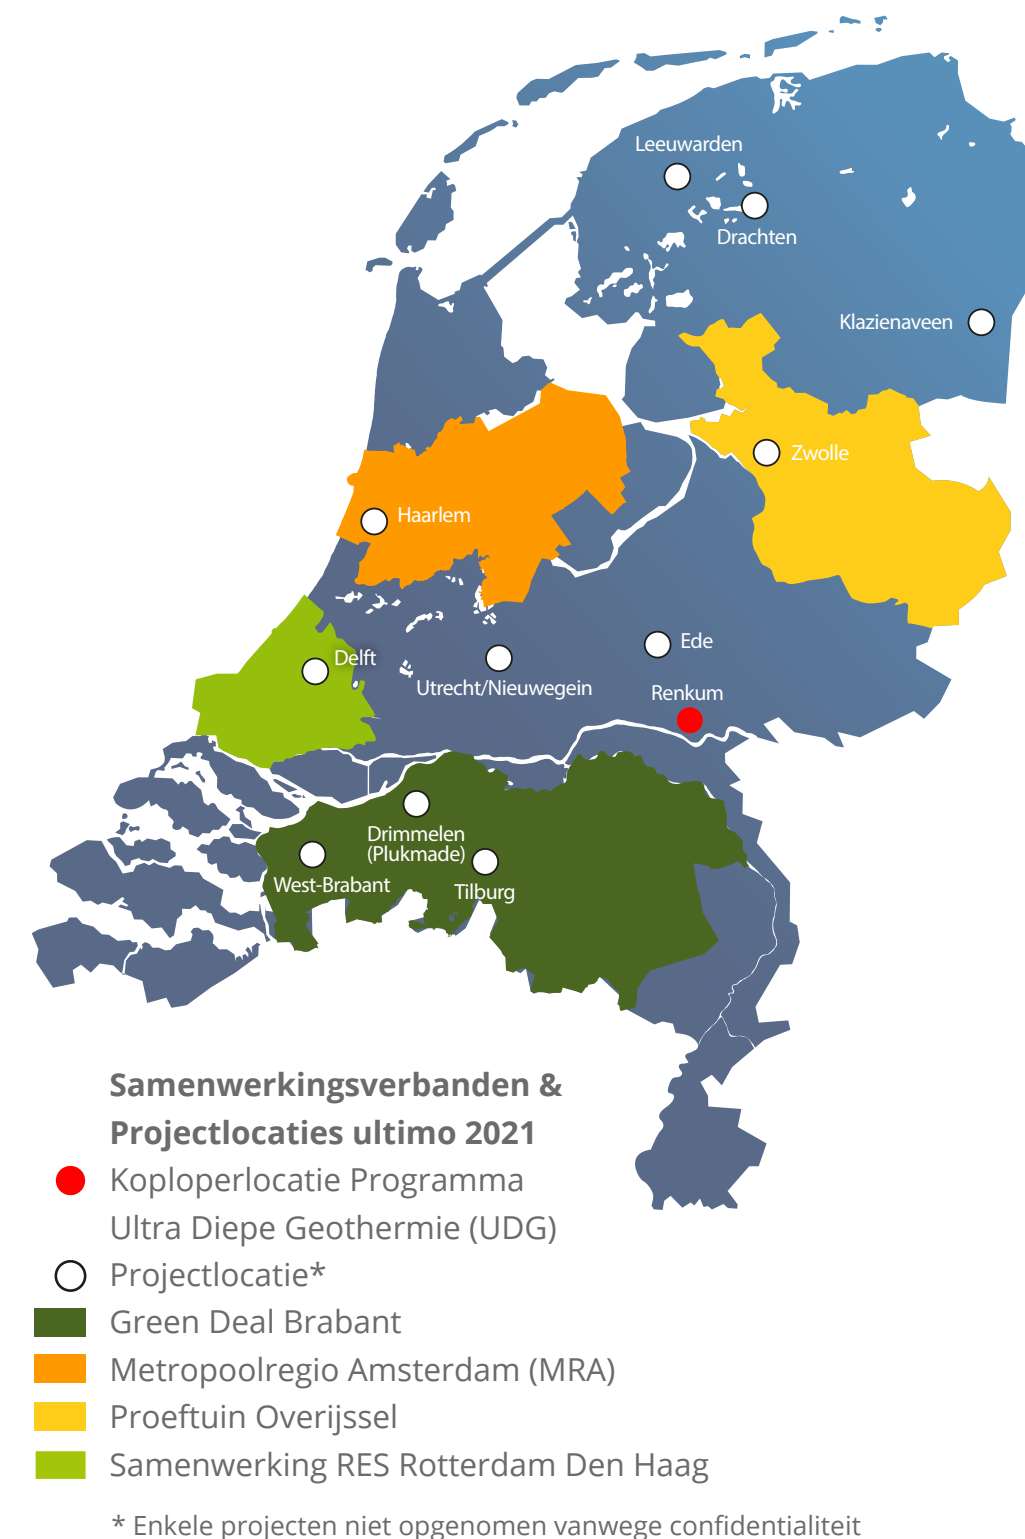 Leeuwarden
Drachten
Klazienaveen
Zwolle
Haarlem
Ede
Delft
Utrecht/Nieuwegein
Renkum
Drimmelen
(Plukmade)
West-Brabant
Tilburg
Samenwerkingsverbanden &
Projectlocaties ultimo 2021
Koploperlocatie Programma
Ultra Diepe Geothermie (UDG)
Projectlocatie*
Green Deal Brabant
Metropoolregio Amsterdam (MRA)
Proeftuin Overijssel
Samenwerking RES Rotterdam Den Haag
* Enkele projecten niet opgenomen vanwege confidentialiteit